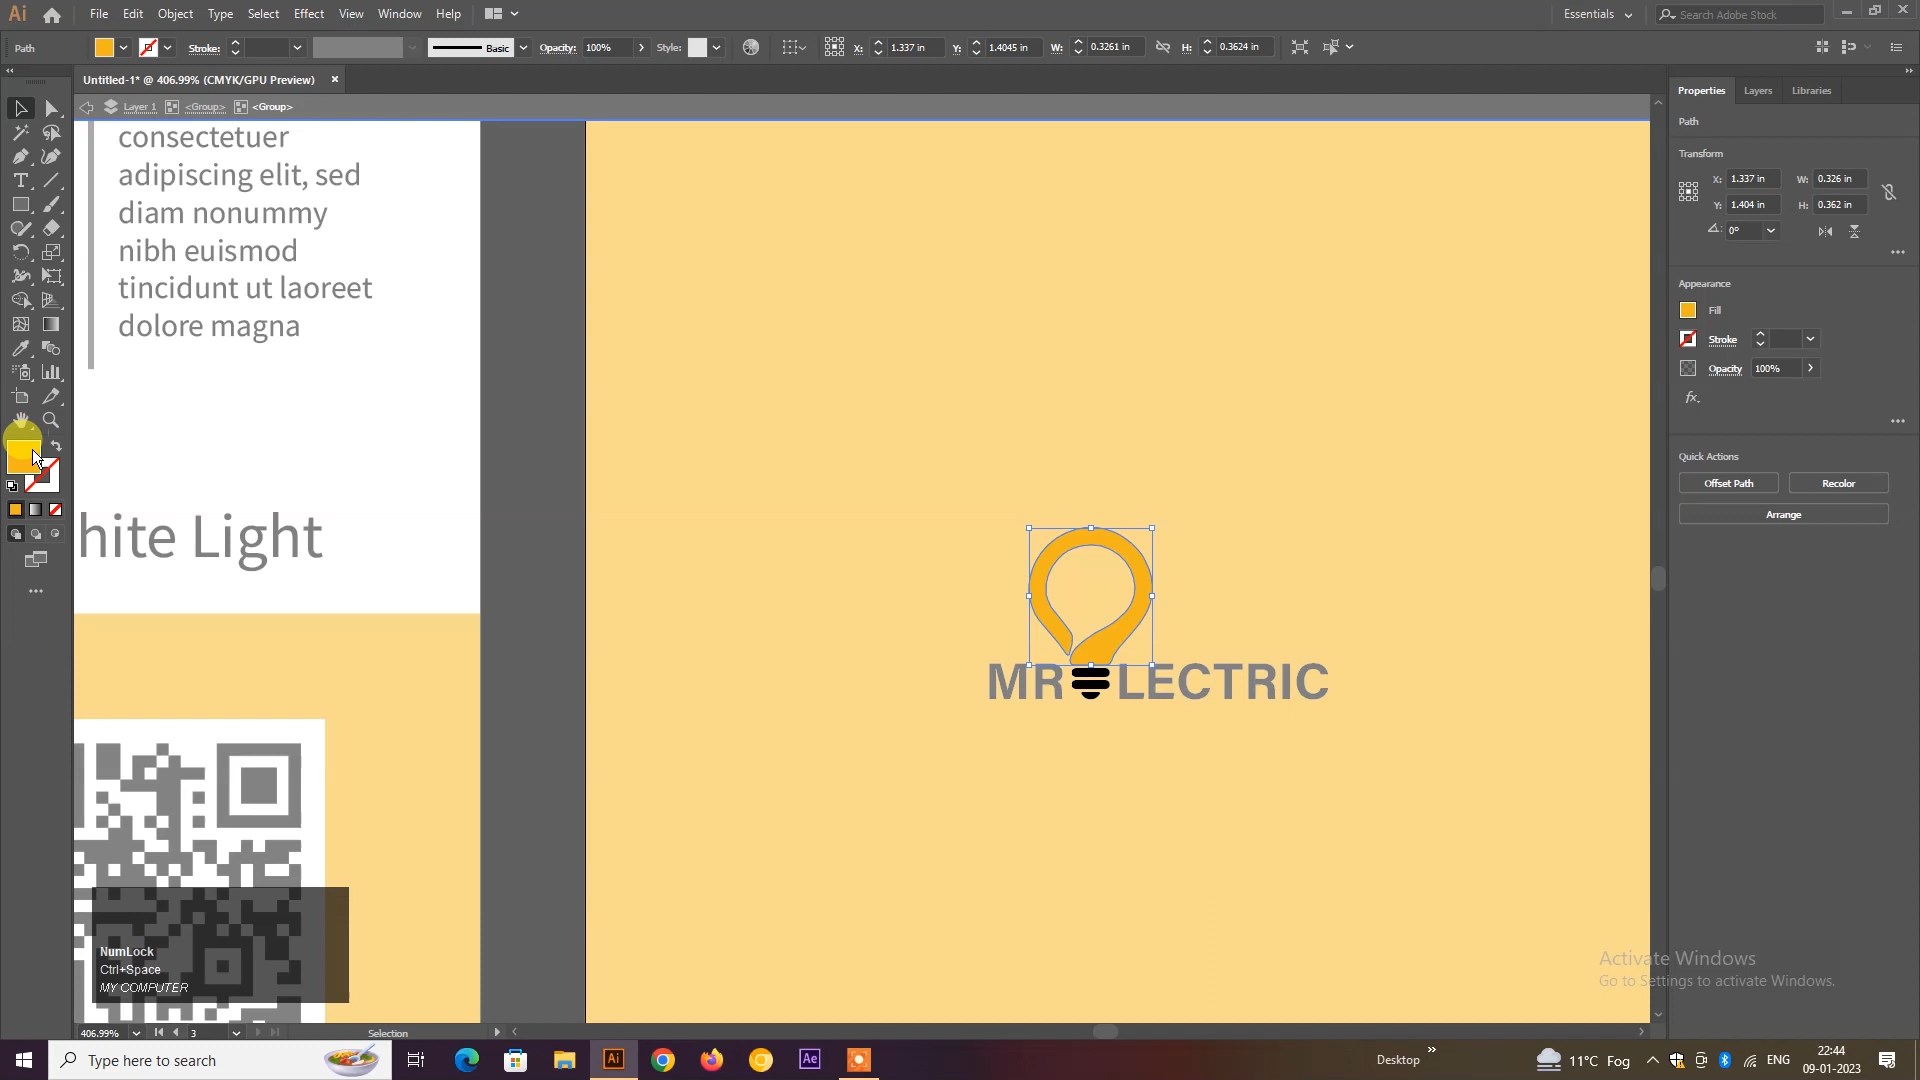 Ai File Edit Object Type Select Effect View Window Help Essentials Search Adobe Stock
Path Stroke: Basic Opacity: 100% Style: X: 1.337 in Y: 1.4045 in W: 0.3261 in H: 0.3624 in
Untitled-1* @ 406.99% (CMYK/GPU Preview)
Layer 1 <Group> <Group>
consectetuer
adipiscing elit, sed
diam nonummy
nibh euismod
tincidunt ut laoreet
dolore magna
hite Light
MR LECTRIC
Properties Layers Libraries
Path
Transform
X: 1.337 in W: 0.326 in
Y: 1.404 in H: 0.362 in
0°
Appearance
Fill
Stroke
Opacity 100%
fx.
Quick Actions
Offset Path Recolor
Arrange
NumLock
Ctrl+Space
MY COMPUTER
Activate Windows
Go to Settings to activate Windows.
406.99% 3 Selection
Type here to search Ai Ae Desktop 11°C Fog ENG 22:44
09-01-2023